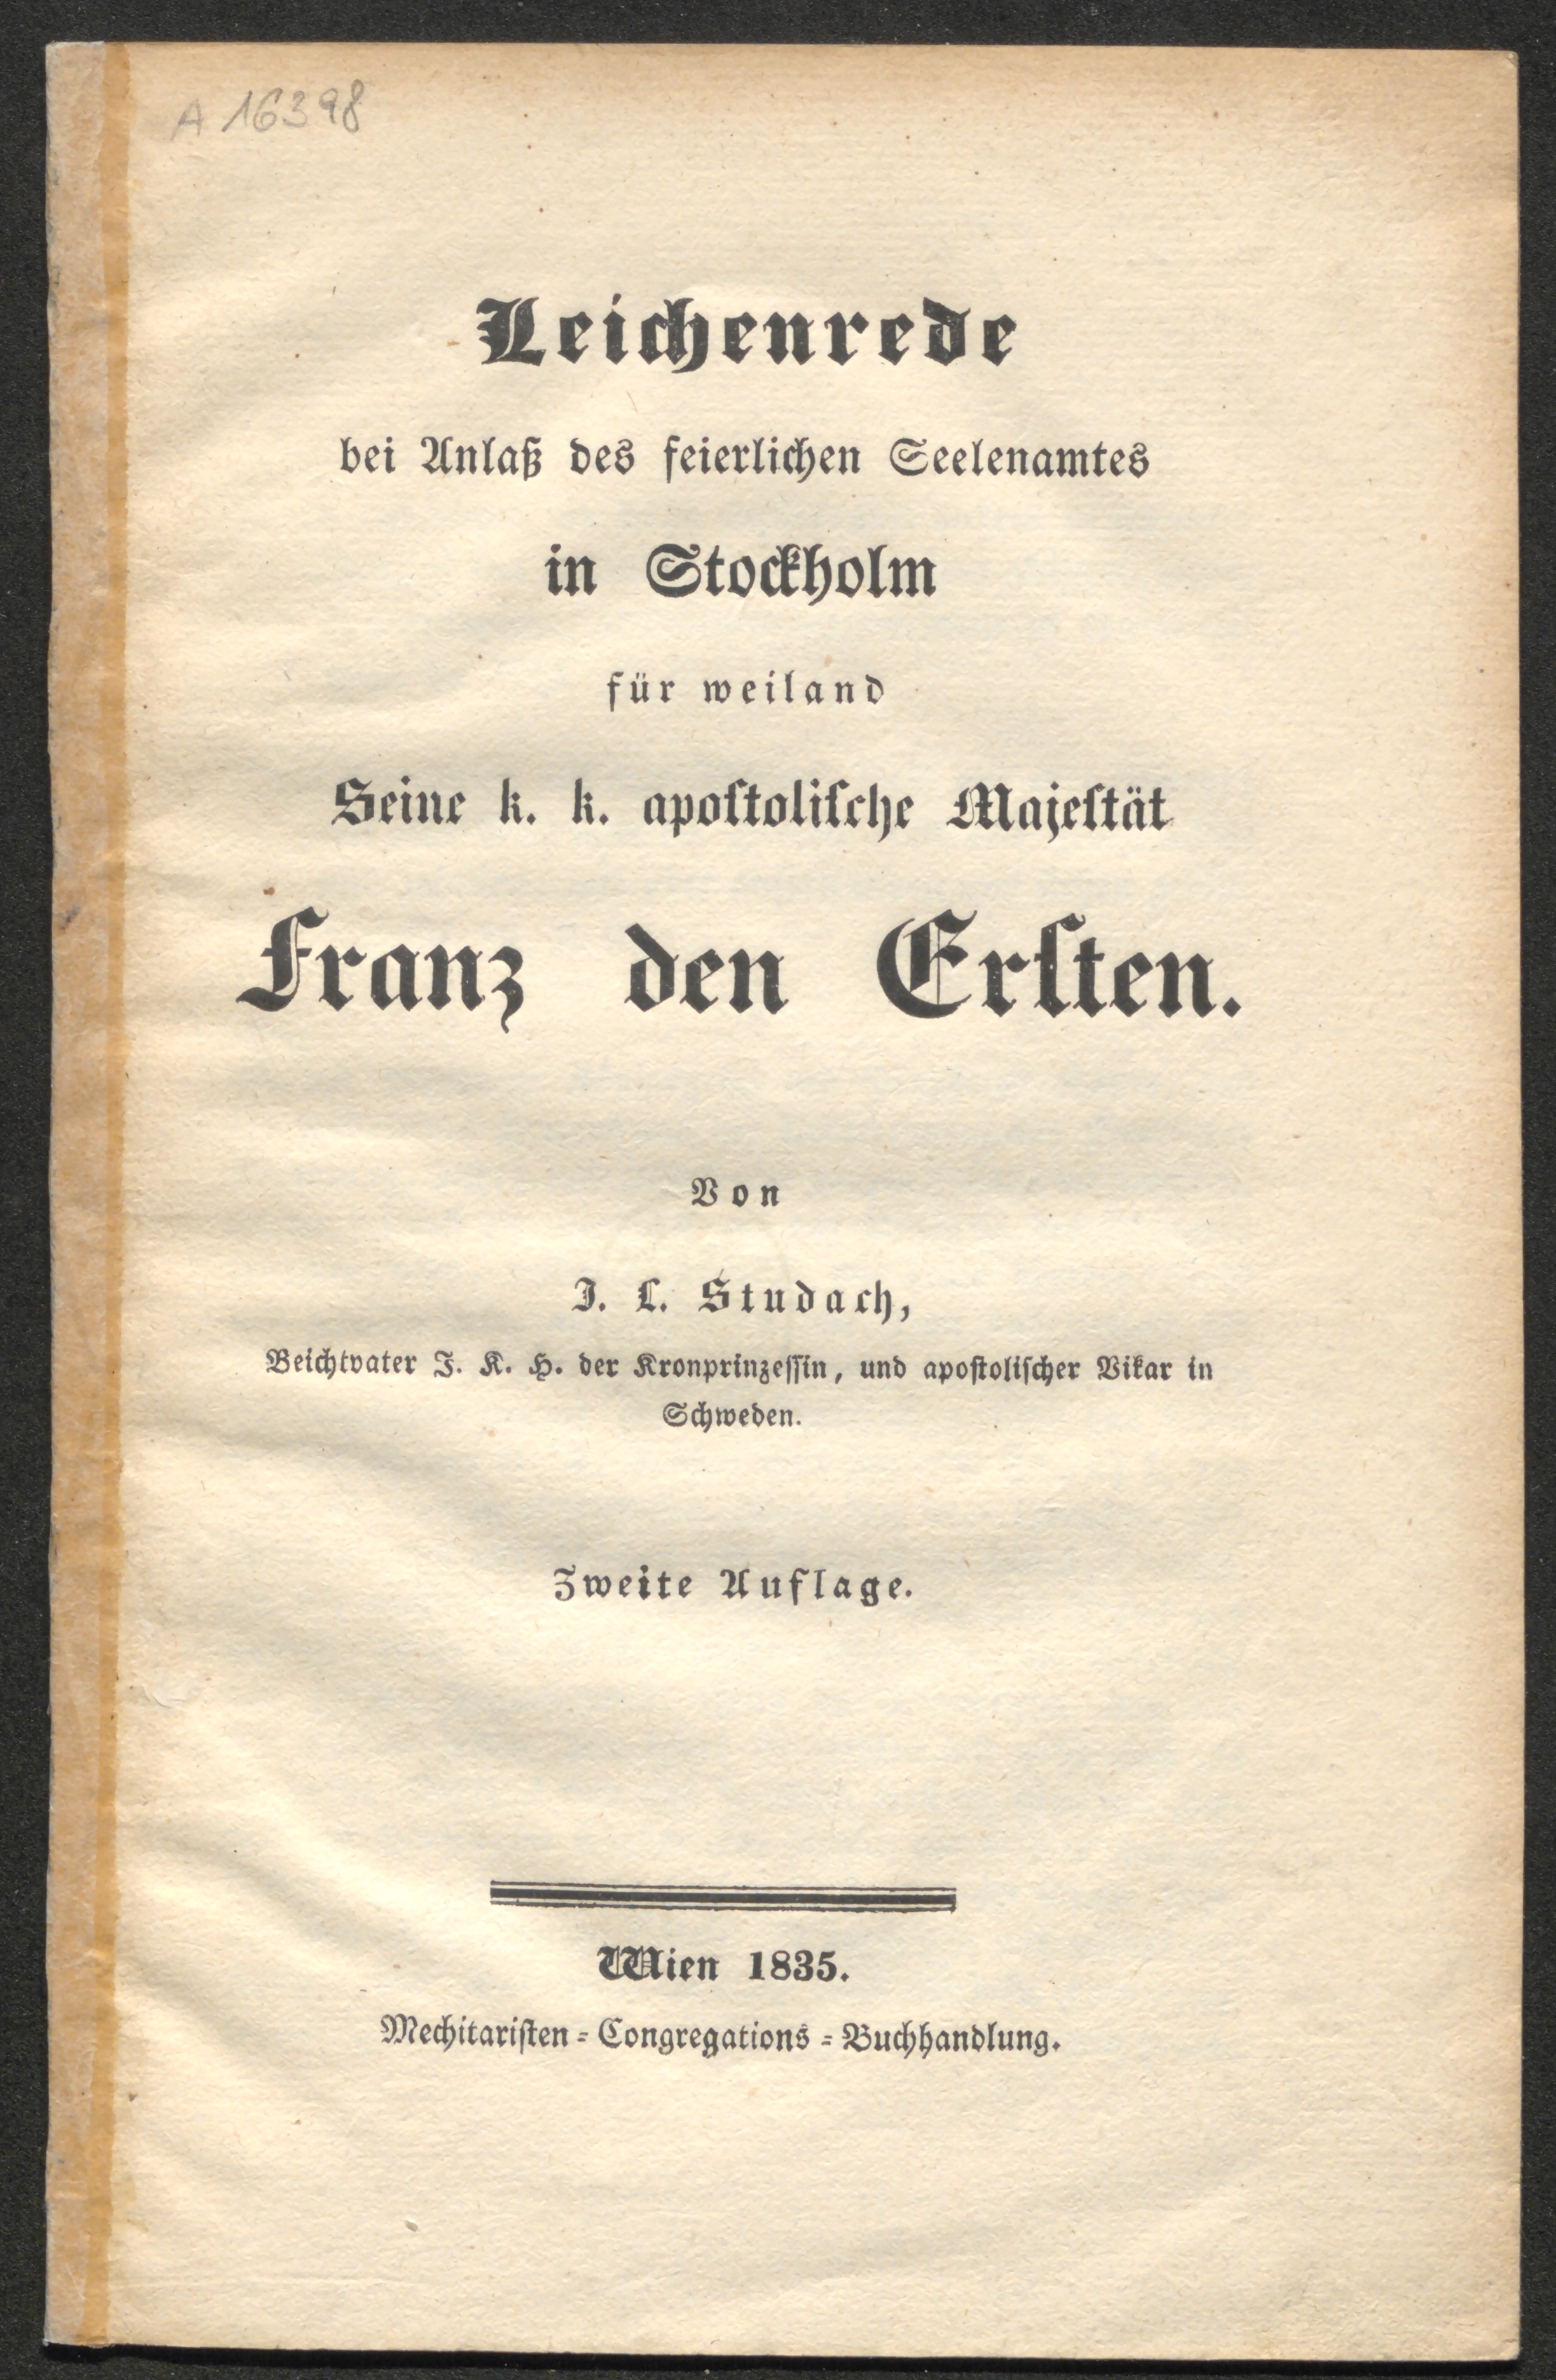 A 16398
Leichenrede
bei Anlaß des feierlichen Seelenamtes
in Stockholm
für weiland
Seine k. k. apoſtoliſche Majeſtät
Franz den Erſten.
Von
J. L. Studach,
Beichtvater J. K. H. der Kronprinzeſſin, und apoſtoliſcher Vikar in
Schweden.
Zweite Auflage.
Wien 1835.
Mechitariſten=Congregations=Buchhandlung.